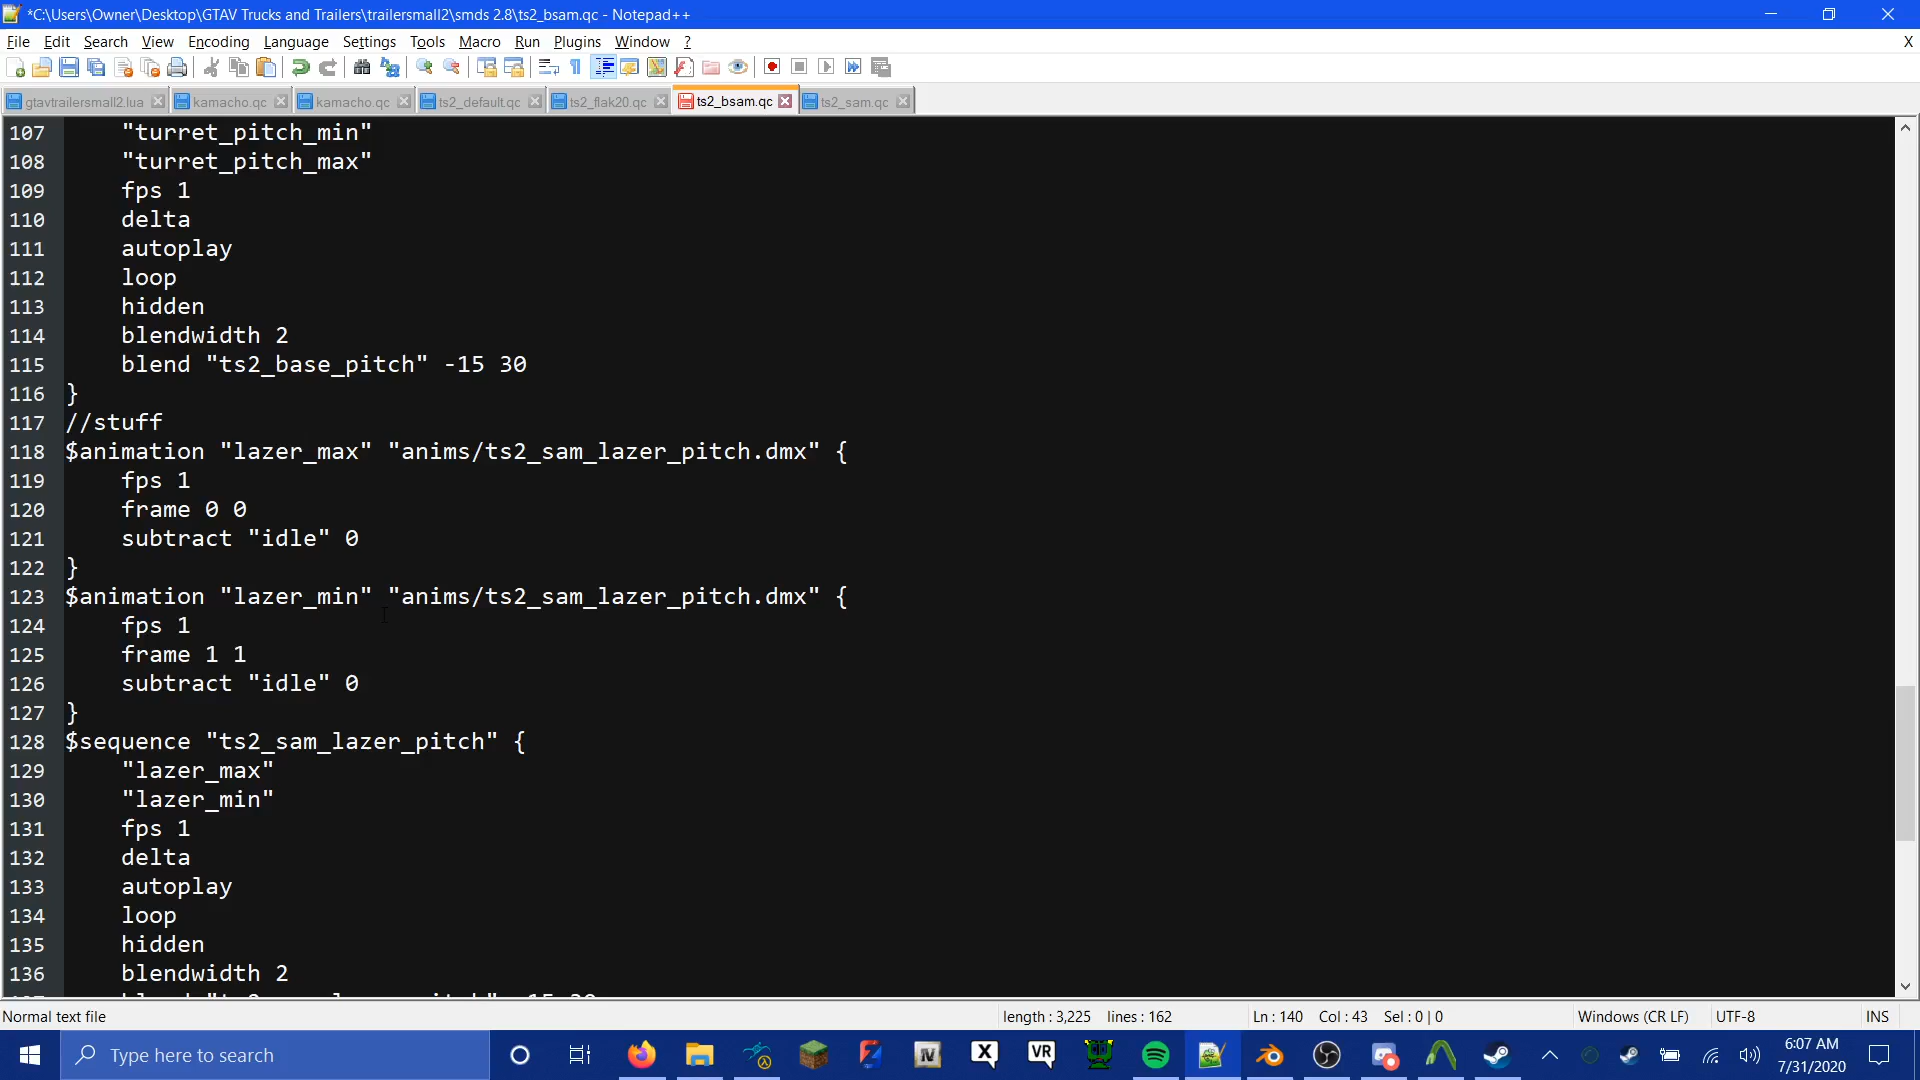 *C:\Users\Owner\Desktop\GTAV Trucks and Trailers\trailersmall2\smds 2.8\ts2_bsam.qc - Notepad++
File Edit Search View Encoding Language Settings Tools Macro Run Plugins Window ? X
gtavtrailersmall2.lua kamacho.qc kamacho.qc ts2_default.qc ts2_flak20.qc ts2_bsam.qc ts2_sam.qc
107 "turret_pitch_min"
108 "turret_pitch_max"
109 fps 1
110 delta
111 autoplay
112 loop
113 hidden
114 blendwidth 2
115 blend "ts2_base_pitch" -15 30
116 }
117 //stuff
118 $animation "lazer_max" "anims/ts2_sam_lazer_pitch.dmx" {
119 fps 1
120 frame 0 0
121 subtract "idle" 0
122 }
123 $animation "lazer_min" "anims/ts2_sam_lazer_pitch.dmx" {
124 fps 1
125 frame 1 1
126 subtract "idle" 0
127 }
128 $sequence "ts2_sam_lazer_pitch" {
129 "lazer_max"
130 "lazer_min"
131 fps 1
132 delta
133 autoplay
134 loop
135 hidden
136 blendwidth 2
Normal text file length : 3,225 lines : 162 Ln : 140 Col : 43 Sel : 0 | 0 Windows (CR LF) UTF-8 INS
Type here to search
IV X VR
6:07 AM
7/31/2020